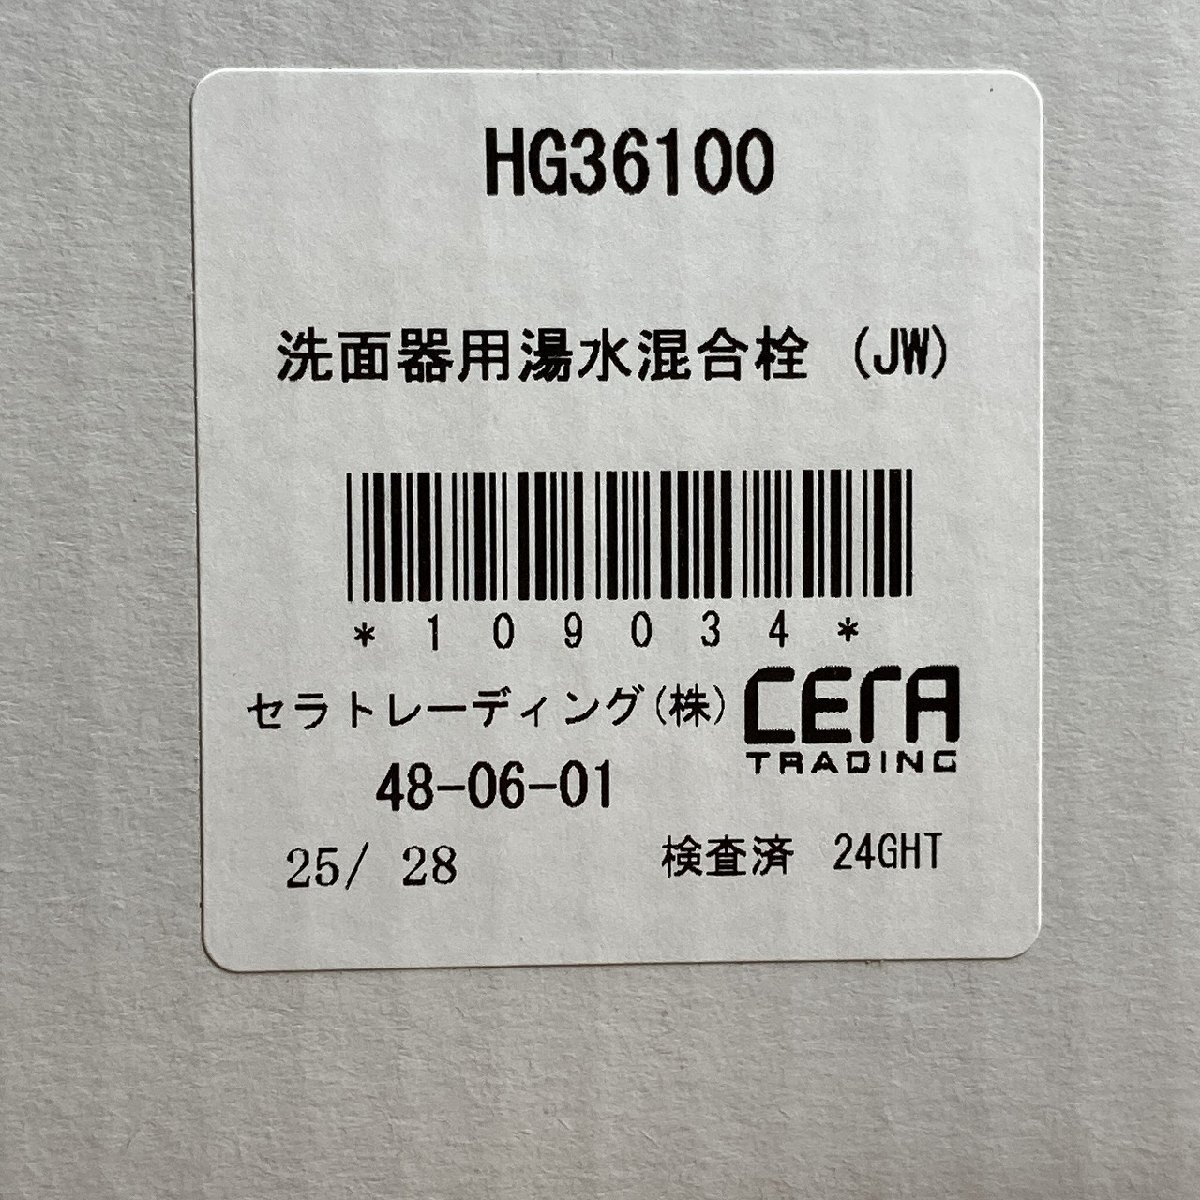 HG36100
洗面器用湯水混合栓 (JW)
*109034*
セラトレーディング(株) CERA TRADING
48-06-01
25/ 28 検査済 24GHT